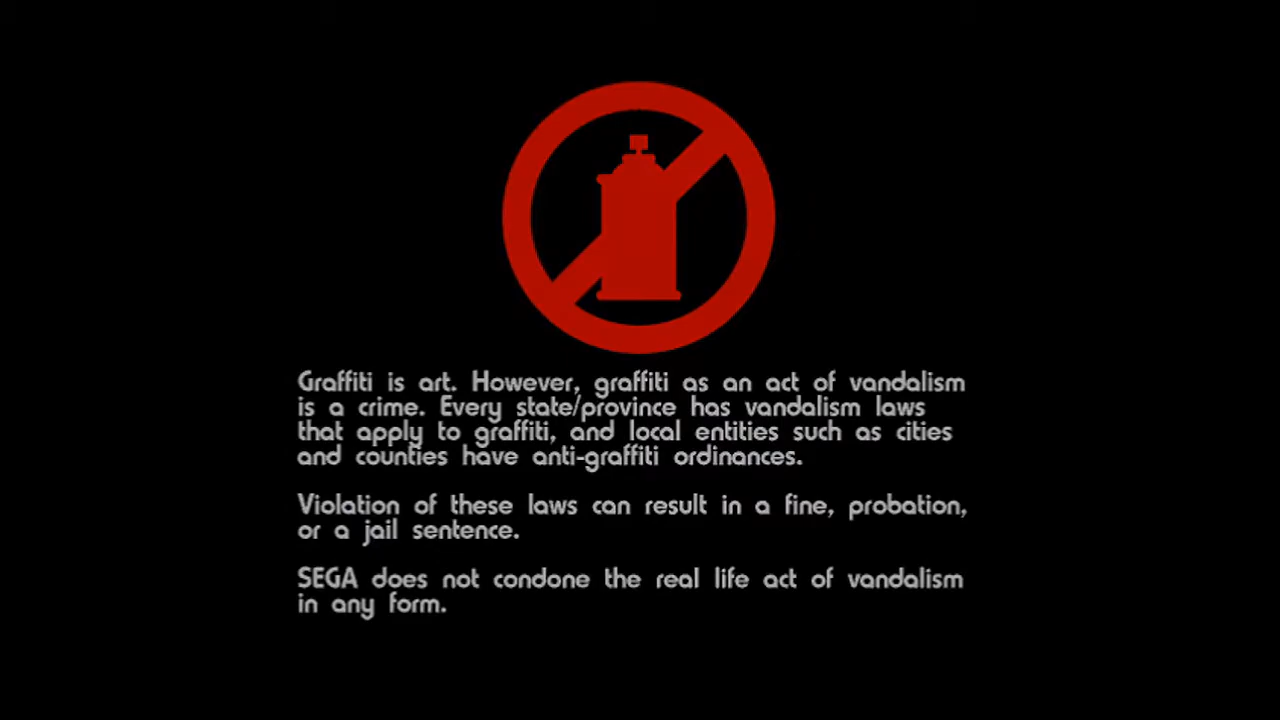 Graffiti is art. However, graffiti as an act of vandalism
is a crime. Every state/province has vandalism laws
that apply to graffiti, and local entities such as cities
and counties have anti-graffiti ordinances.
Violation of these laws can result in a fine, probation,
or a jail sentence.
SEGA does not condone the real life act of vandalism
in any form.